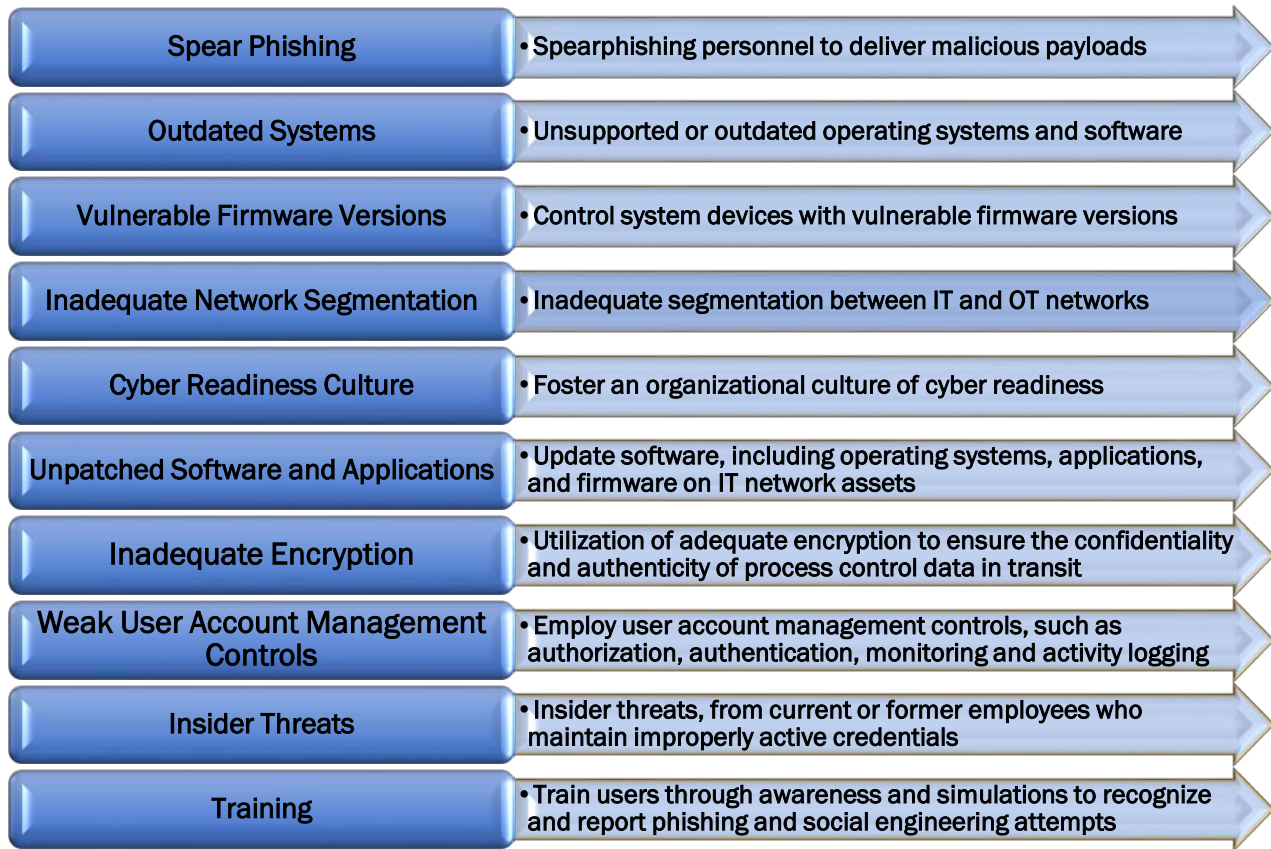 Spear Phishing
• Spearphishing personnel to deliver malicious payloads
Outdated Systems
• Unsupported or outdated operating systems and software
Vulnerable Firmware Versions
• Control system devices with vulnerable firmware versions
Inadequate Network Segmentation
• Inadequate segmentation between IT and OT networks
Cyber Readiness Culture
• Foster an organizational culture of cyber readiness
Unpatched Software and Applications
• Update software, including operating systems, applications,
and firmware on IT network assets
Inadequate Encryption
• Utilization of adequate encryption to ensure the confidentiality
and authenticity of process control data in transit
Weak User Account Management
Controls
• Employ user account management controls, such as
authorization, authentication, monitoring and activity logging
Insider Threats
• Insider threats, from current or former employees who
maintain improperly active credentials
Training
• Train users through awareness and simulations to recognize
and report phishing and social engineering attempts